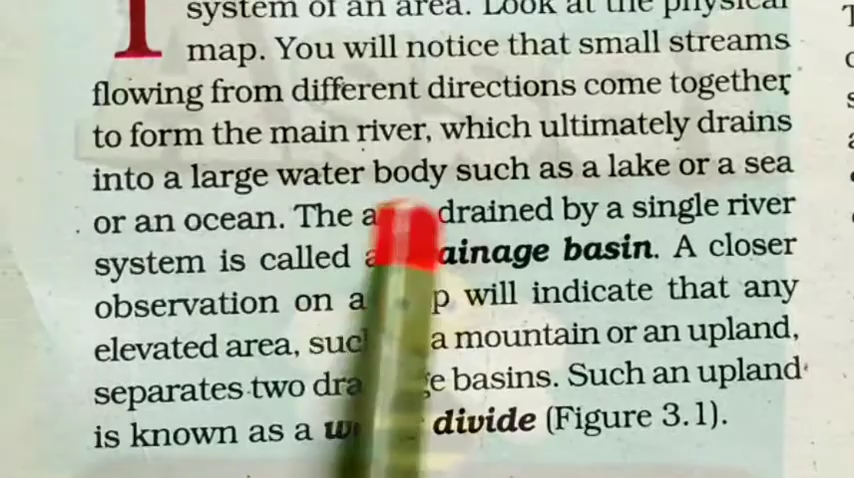 system of an area. Look at the physical
map. You will notice that small streams
flowing from different directions come together
to form the main river, which ultimately drains
into a large water body such as a lake or a sea
or an ocean. The drained by a single river
system is called basin. A closer
observation on a will indicate that any
elevated area, a mountain or an upland,
separates two basins. Such an upland
is known as a divide (Figure 3.1).